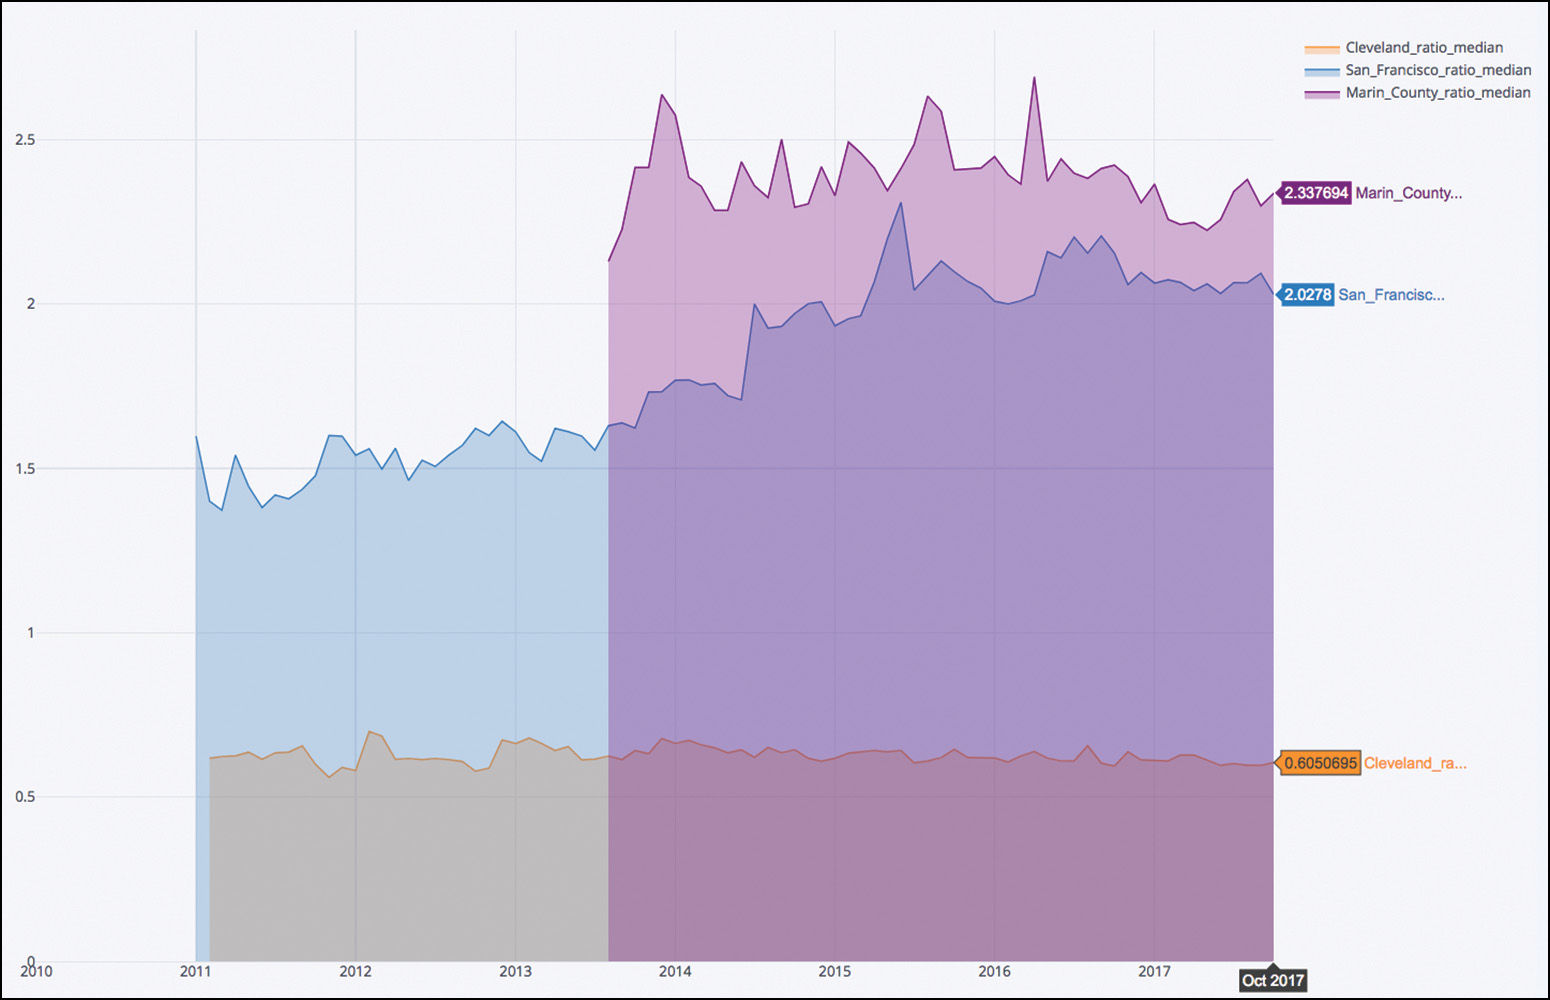 Cleveland_ratio_median
San_Francisco_ratio_median
Marin_County_ratio_median
2.5
2.337694 Marin_County...
2.0278 San_Francisc...
2
1.5
1
0.6050695 Cleveland_ra...
0.5
0
2010 2011 2012 2013 2014 2015 2016 2017
Oct 2017